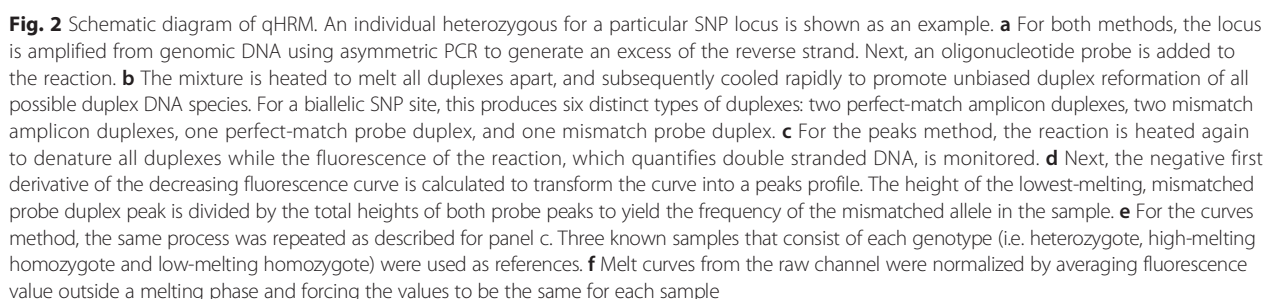 Fig. 2 Schematic diagram of qHRM. An individual heterozygous for a particular SNP locus is shown as an example. a For both methods, the locus
is amplified from genomic DNA using asymmetric PCR to generate an excess of the reverse strand. Next, an oligonucleotide probe is added to
the reaction. b The mixture is heated to melt all duplexes apart, and subsequently cooled rapidly to promote unbiased duplex reformation of all
possible duplex DNA species. For a biallelic SNP site, this produces six distinct types of duplexes: two perfect-match amplicon duplexes, two mismatch
amplicon duplexes, one perfect-match probe duplex, and one mismatch probe duplex. c For the peaks method, the reaction is heated again
to denature all duplexes while the fluorescence of the reaction, which quantifies double stranded DNA, is monitored. d Next, the negative first
derivative of the decreasing fluorescence curve is calculated to transform the curve into a peaks profile. The height of the lowest-melting, mismatched
probe duplex peak is divided by the total heights of both probe peaks to yield the frequency of the mismatched allele in the sample. e For the curves
method, the same process was repeated as described for panel c. Three known samples that consist of each genotype (i.e. heterozygote, high-melting
homozygote and low-melting homozygote) were used as references. f Melt curves from the raw channel were normalized by averaging fluorescence
value outside a melting phase and forcing the values to be the same for each sample